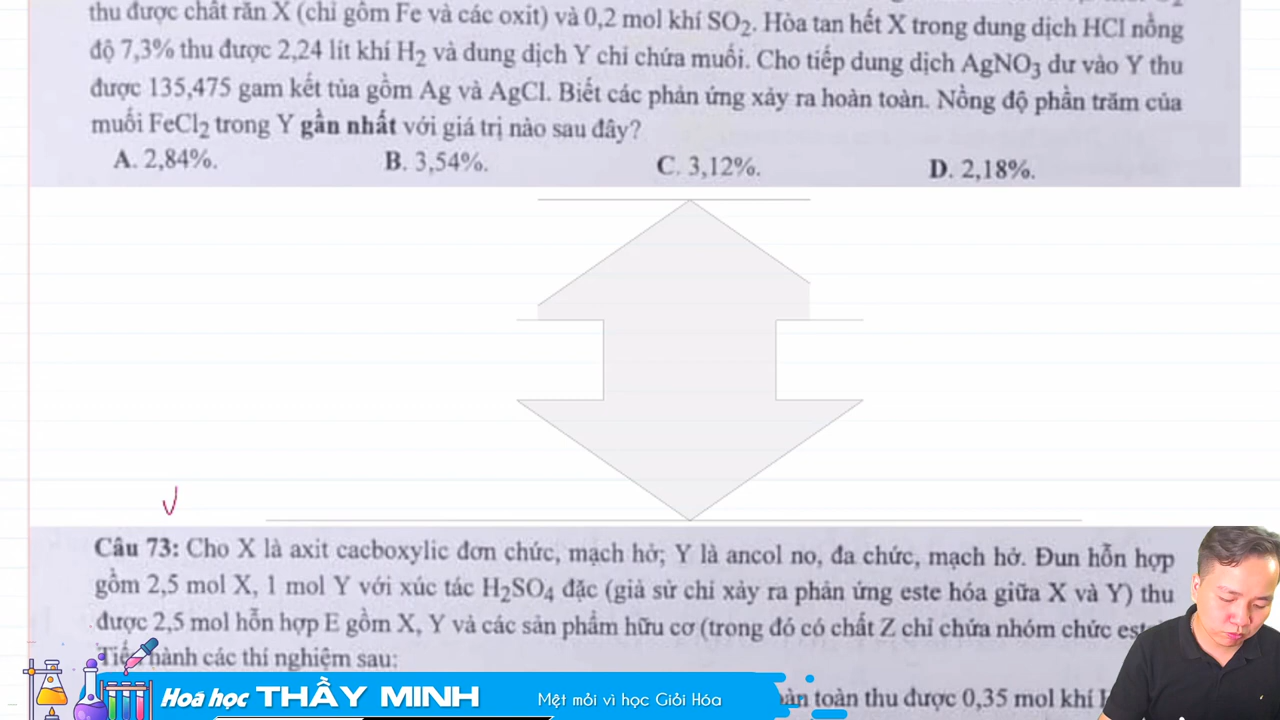 thu được chất rắn X (chỉ gồm Fe và các oxit) và 0,2 mol khí SO2. Hòa tan hết X trong dung dịch HCl nồng
độ 7,3% thu được 2,24 lít khí H2 và dung dịch Y chỉ chứa muối. Cho tiếp dung dịch AgNO3 dư vào Y thu
được 135,475 gam kết tủa gồm Ag và AgCl. Biết các phản ứng xảy ra hoàn toàn. Nồng độ phần trăm của
muối FeCl2 trong Y gần nhất với giá trị nào sau đây?
A. 2,84%. B. 3,54%. C. 3,12%. D. 2,18%.
Câu 73: Cho X là axit cacboxylic đơn chức, mạch hở; Y là ancol no, đa chức, mạch hở. Đun hỗn hợp
gồm 2,5 mol X, 1 mol Y với xúc tác H2SO4 đặc (giả sử chỉ xảy ra phản ứng este hóa giữa X và Y) thu
được 2,5 mol hỗn hợp E gồm X, Y và các sản phẩm hữu cơ (trong đó có chất Z chỉ chứa nhóm chức
Tiến hành các thí nghiệm sau:
toàn thu được 0,35 mol khí
Hoá học THẦY MINH
Mệt mỏi vì học Giỏi Hóa